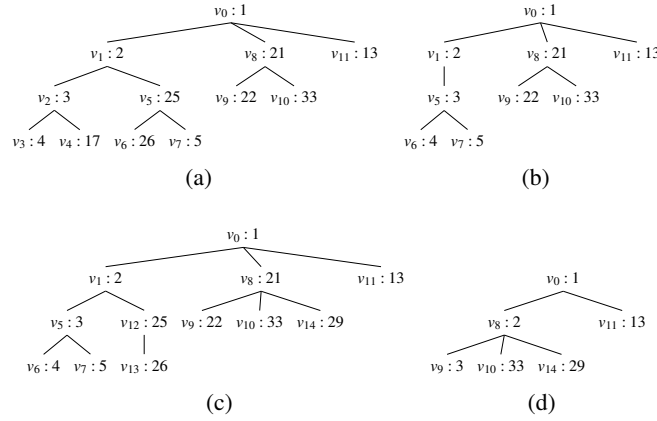 v0 : 1
v1 : 2 v8 : 21 v11 : 13
v2 : 3 v5 : 25 v9 : 22 v10 : 33
v3 : 4 v4 : 17 v6 : 26 v7 : 5
(a)
v0 : 1
v1 : 2 v8 : 21 v11 : 13
v5 : 3 v9 : 22 v10 : 33
v6 : 4 v7 : 5
(b)
v0 : 1
v1 : 2 v8 : 21 v11 : 13
v5 : 3 v12 : 25 v9 : 22 v10 : 33 v14 : 29
v6 : 4 v7 : 5 v13 : 26
(c)
v0 : 1
v8 : 2 v11 : 13
v9 : 3 v10 : 33 v14 : 29
(d)